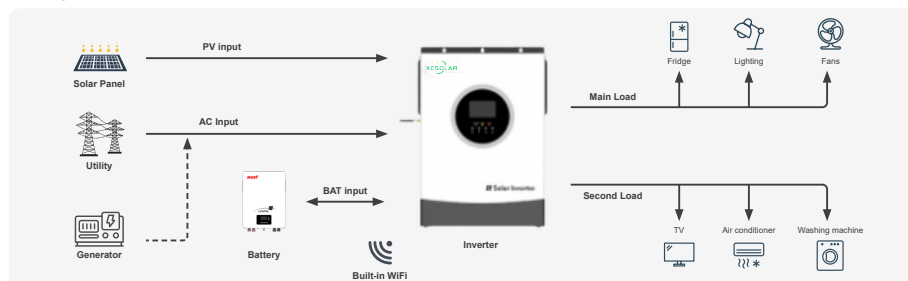 PV input
Solar Panel
XCSOLAR
Fridge
Lighting
Fans
Main Load
AC Input
Utility
must
BAT input
Solar Inverter
Second Load
TV
Air conditioner
Washing machine
Generator
Battery
Inverter
Built-in WiFi